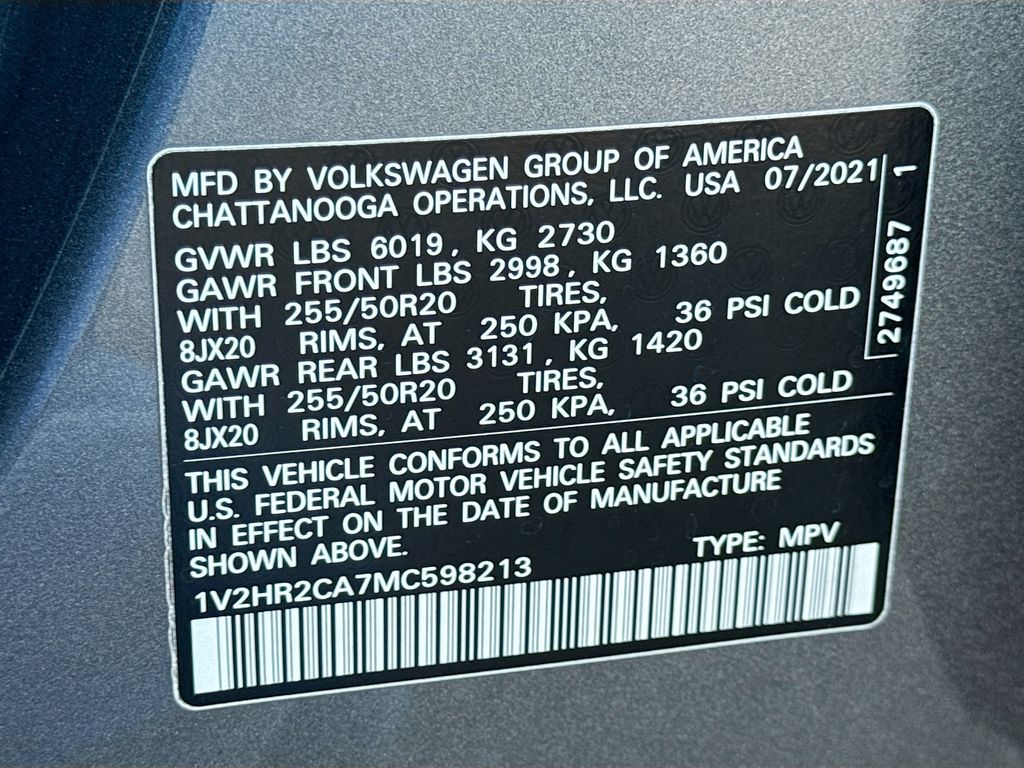 MFD BY VOLKSWAGEN GROUP OF AMERICA
CHATTANOOGA OPERATIONS, LLC. USA 07/2021
GVWR LBS 6019, KG 2730
GAWR FRONT LBS 2998, KG 1360
WITH 255/50R20 TIRES,
8JX20 RIMS, AT 250 KPA, 36 PSI COLD
GAWR REAR LBS 3131, KG 1420
WITH 255/50R20 TIRES,
8JX20 RIMS, AT 250 KPA, 36 PSI COLD
2749687 1
THIS VEHICLE CONFORMS TO ALL APPLICABLE
U.S. FEDERAL MOTOR VEHICLE SAFETY STANDARDS
IN EFFECT ON THE DATE OF MANUFACTURE
SHOWN ABOVE.
TYPE: MPV
1V2HR2CA7MC598213